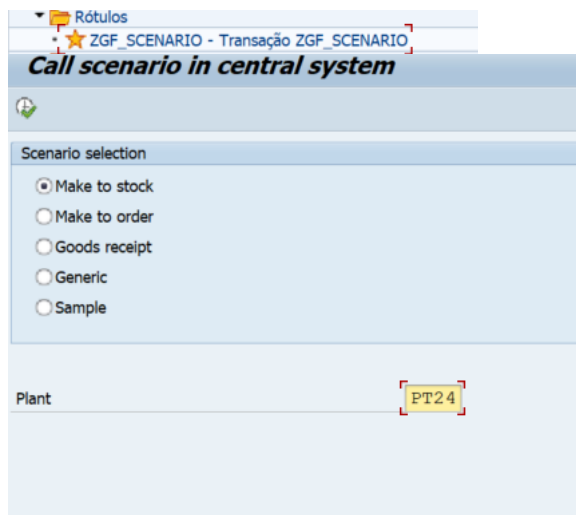 Rótulos
ZGF_SCENARIO - Transação ZGF_SCENARIO
Call scenario in central system
Scenario selection
Make to stock
Make to order
Goods receipt
Generic
Sample
Plant PT24